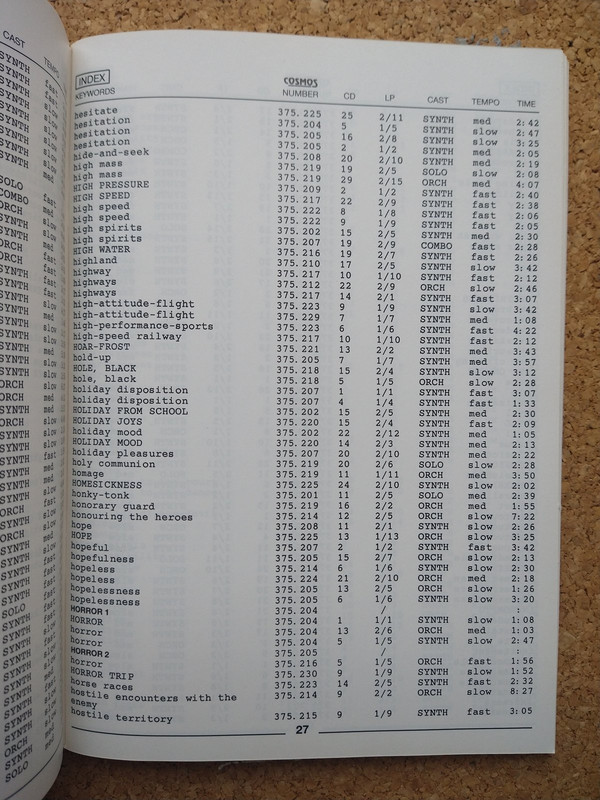 CAST TEMPO
INDEX
KEYWORDS COSMOS NUMBER CD LP CAST TEMPO TIME
hesitate 375.225 25 2/11 SYNTH med 2:42
hesitation 375.204 5 1/5 SYNTH slow 2:47
hesitation 375.205 16 2/8 SYNTH slow 3:25
hesitation 375.205 2 1/2 SYNTH med 2:05
hide-and-seek 375.208 20 2/10 SYNTH med 2:19
high mass 375.219 19 2/5 SOLO slow 2:08
high mass 375.219 29 2/15 ORCH med 4:07
HIGH PRESSURE 375.209 2 1/2 SYNTH fast 2:40
HIGH SPEED 375.217 22 2/9 SYNTH fast 2:38
high speed 375.222 8 1/8 SYNTH fast 2:06
high speed 375.222 9 1/9 SYNTH fast 2:05
high spirits 375.202 15 2/5 SYNTH med 2:30
high spirits 375.207 19 2/9 COMBO fast 2:28
HIGH WATER 375.216 19 2/7 SYNTH fast 2:26
highland 375.210 17 2/5 SYNTH slow 3:42
highway 375.217 10 1/10 SYNTH fast 2:12
highways 375.212 22 2/9 ORCH slow 2:46
highways 375.217 14 2/1 SYNTH fast 3:07
high-attitude-flight 375.223 9 1/9 SYNTH slow 3:42
high-attitude-flight 375.229 7 1/7 SYNTH med 1:08
high-performance-sports 375.223 6 1/6 SYNTH fast 4:22
high-speed railway 375.217 10 1/10 SYNTH fast 2:12
HOAR-FROST 375.221 13 2/2 SYNTH med 3:43
hold-up 375.205 7 1/7 SYNTH med 3:57
HOLE, BLACK 375.218 15 2/4 SYNTH slow 3:12
hole, black 375.218 5 1/5 ORCH slow 2:28
holiday disposition 375.207 1 1/1 SYNTH fast 3:07
holiday disposition 375.207 4 1/4 SYNTH fast 1:33
HOLIDAY FROM SCHOOL 375.202 15 2/5 SYNTH med 2:30
HOLIDAY JOYS 375.220 15 2/4 SYNTH fast 2:09
holiday mood 375.202 22 2/12 SYNTH med 1:05
HOLIDAY MOOD 375.220 14 2/3 SYNTH med 2:13
holiday pleasures 375.207 20 2/10 SYNTH med 2:22
holy communion 375.219 20 2/6 SOLO slow 2:28
homage 375.219 11 1/11 ORCH med 3:50
HOMESICKNESS 375.225 24 2/10 SYNTH slow 2:02
honky-tonk 375.201 11 2/5 SOLO med 2:39
honorary guard 375.219 16 2/2 ORCH med 1:55
honouring the heroes 375.214 12 2/5 ORCH slow 7:22
hope 375.208 11 2/1 SYNTH slow 2:26
HOPE 375.225 13 1/13 ORCH slow 3:25
hopeful 375.207 2 1/2 SYNTH fast 3:42
hopefulness 375.205 15 2/7 ORCH slow 2:13
hopeless 375.214 6 1/6 SYNTH slow 2:30
hopeless 375.224 21 2/10 ORCH med 2:18
hopelessness 375.205 13 2/5 ORCH slow 1:26
hopelessness 375.205 6 1/6 SYNTH slow 3:20
HORROR 1 375.204 / :
HORROR 375.204 1 1/1 SYNTH slow 1:08
horror 375.204 13 2/6 ORCH med 1:03
horror 375.204 5 1/5 SYNTH slow 2:47
HORROR 2 375.205 / :
horror 375.216 5 1/5 ORCH fast 1:56
HORROR TRIP 375.230 9 1/9 SYNTH slow 1:52
horse races 375.223 14 2/5 SYNTH fast 2:32
hostile encounters with the 375.214 9 2/2 ORCH slow 8:27
enemy
hostile territory 375.215 9 1/9 SYNTH fast 3:05
27